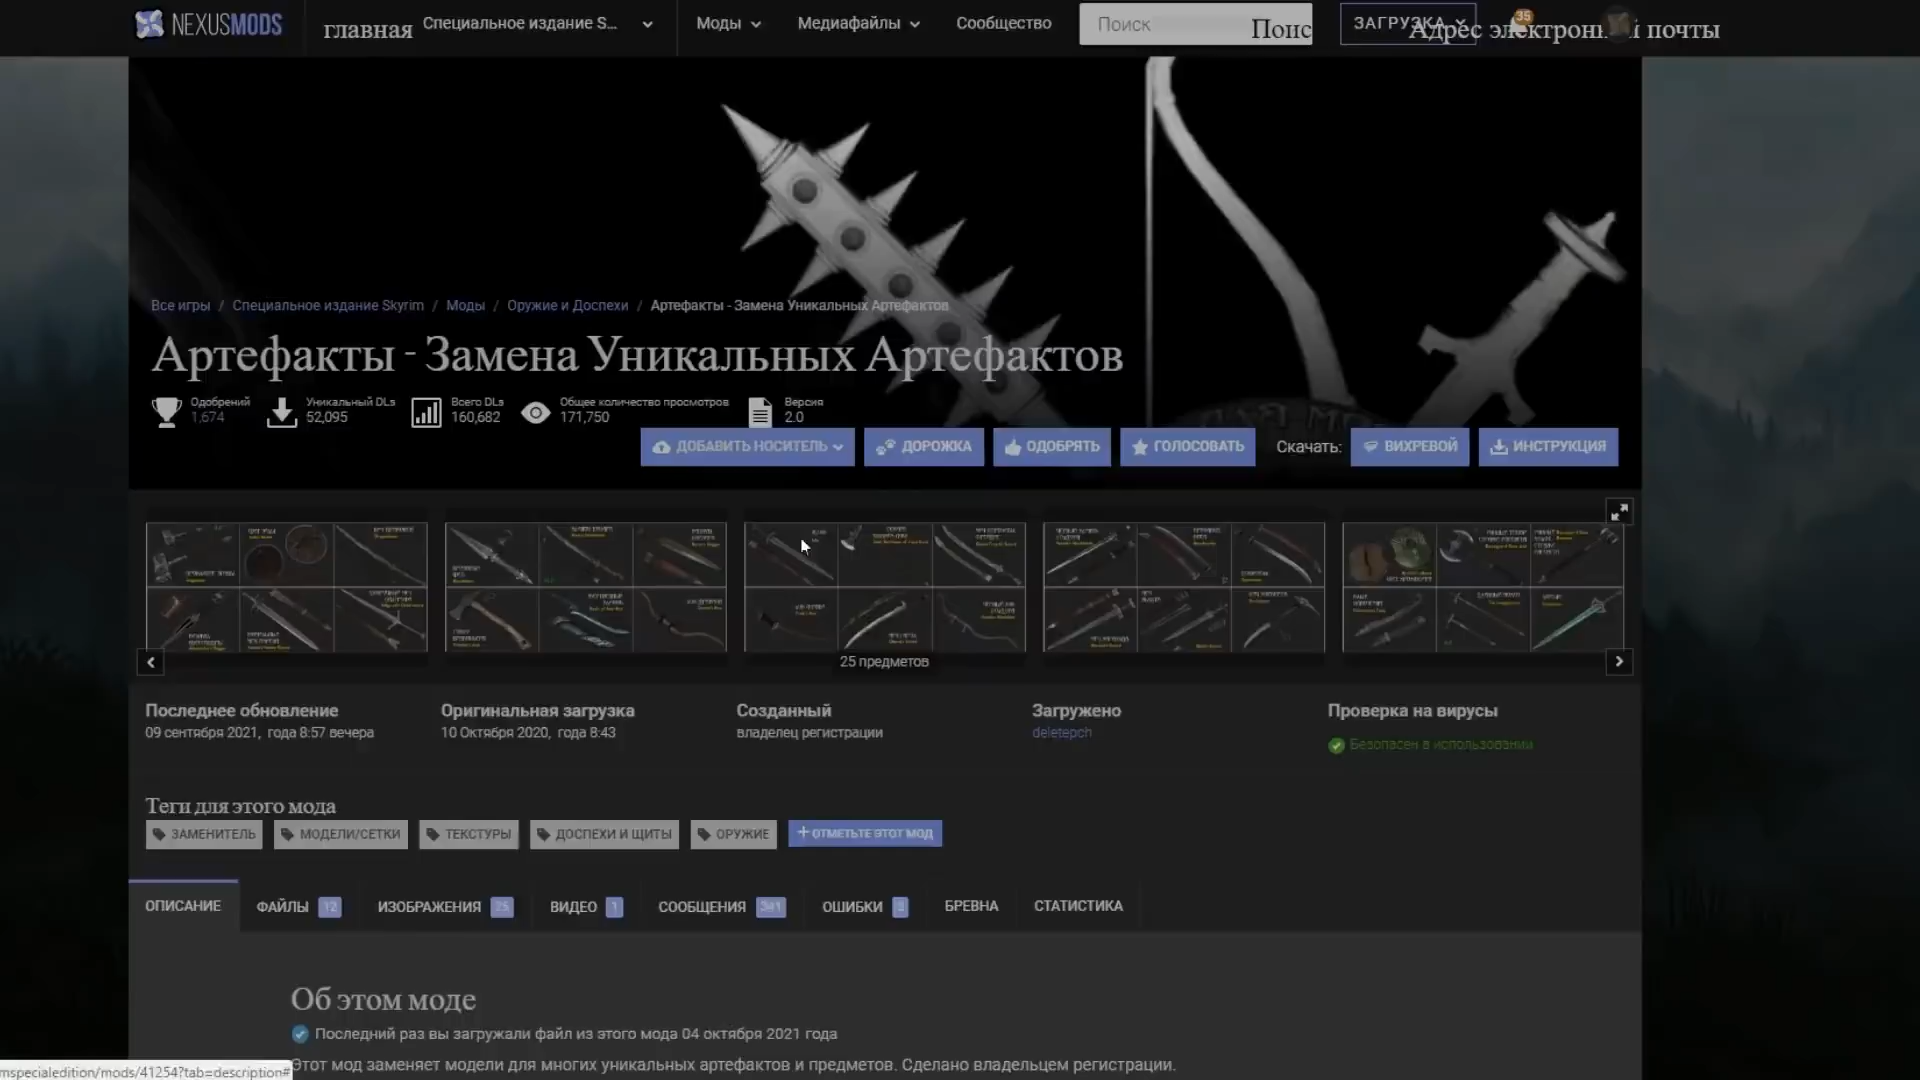 NEXUSMODS
главная
Специальное издание S...
Моды
Медиафайлы
Сообщество
Поиск
Поис
ЗАГРУЗКА
35
Адрес электронной почты
Все игры / Специальное издание Skyrim / Моды / Оружие и Доспехи / Артефакты - Замена Уникальных Артефактов
Артефакты - Замена Уникальных Артефактов
Одобрений
1,674
Уникальный DLs
52,095
Всего DLs
160,682
Общее количество просмотров
171,750
Версия
2.0
ДОБАВИТЬ НОСИТЕЛЬ
ДОРОЖКА
ОДОБРЯТЬ
ГОЛОСОВАТЬ
Скачать:
ВИХРЕВОЙ
ИНСТРУКЦИЯ
25 предметов
Последнее обновление
09 сентября 2021, года 8:57 вечера
Оригинальная загрузка
10 Октября 2020, года 8:43
Созданный
владелец регистрации
Загружено
deletepch
Проверка на вирусы
Безопасен в использовании
Теги для этого мода
ЗАМЕНИТЕЛЬ
МОДЕЛИ/СЕТКИ
ТЕКСТУРЫ
ДОСПЕХИ И ЩИТЫ
ОРУЖИЕ
+ ОТМЕТЬТЕ ЭТОТ МОД
ОПИСАНИЕ
ФАЙЛЫ 12
ИЗОБРАЖЕНИЯ 25
ВИДЕО 1
СООБЩЕНИЯ
ОШИБКИ
БРЕВНА
СТАТИСТИКА
Об этом моде
Последний раз вы загружали файл из этого мода 04 октября 2021 года
Этот мод заменяет модели для многих уникальных артефактов и предметов. Сделано владельцем регистрации.
mspecialedition/mods/41254?tab=description#